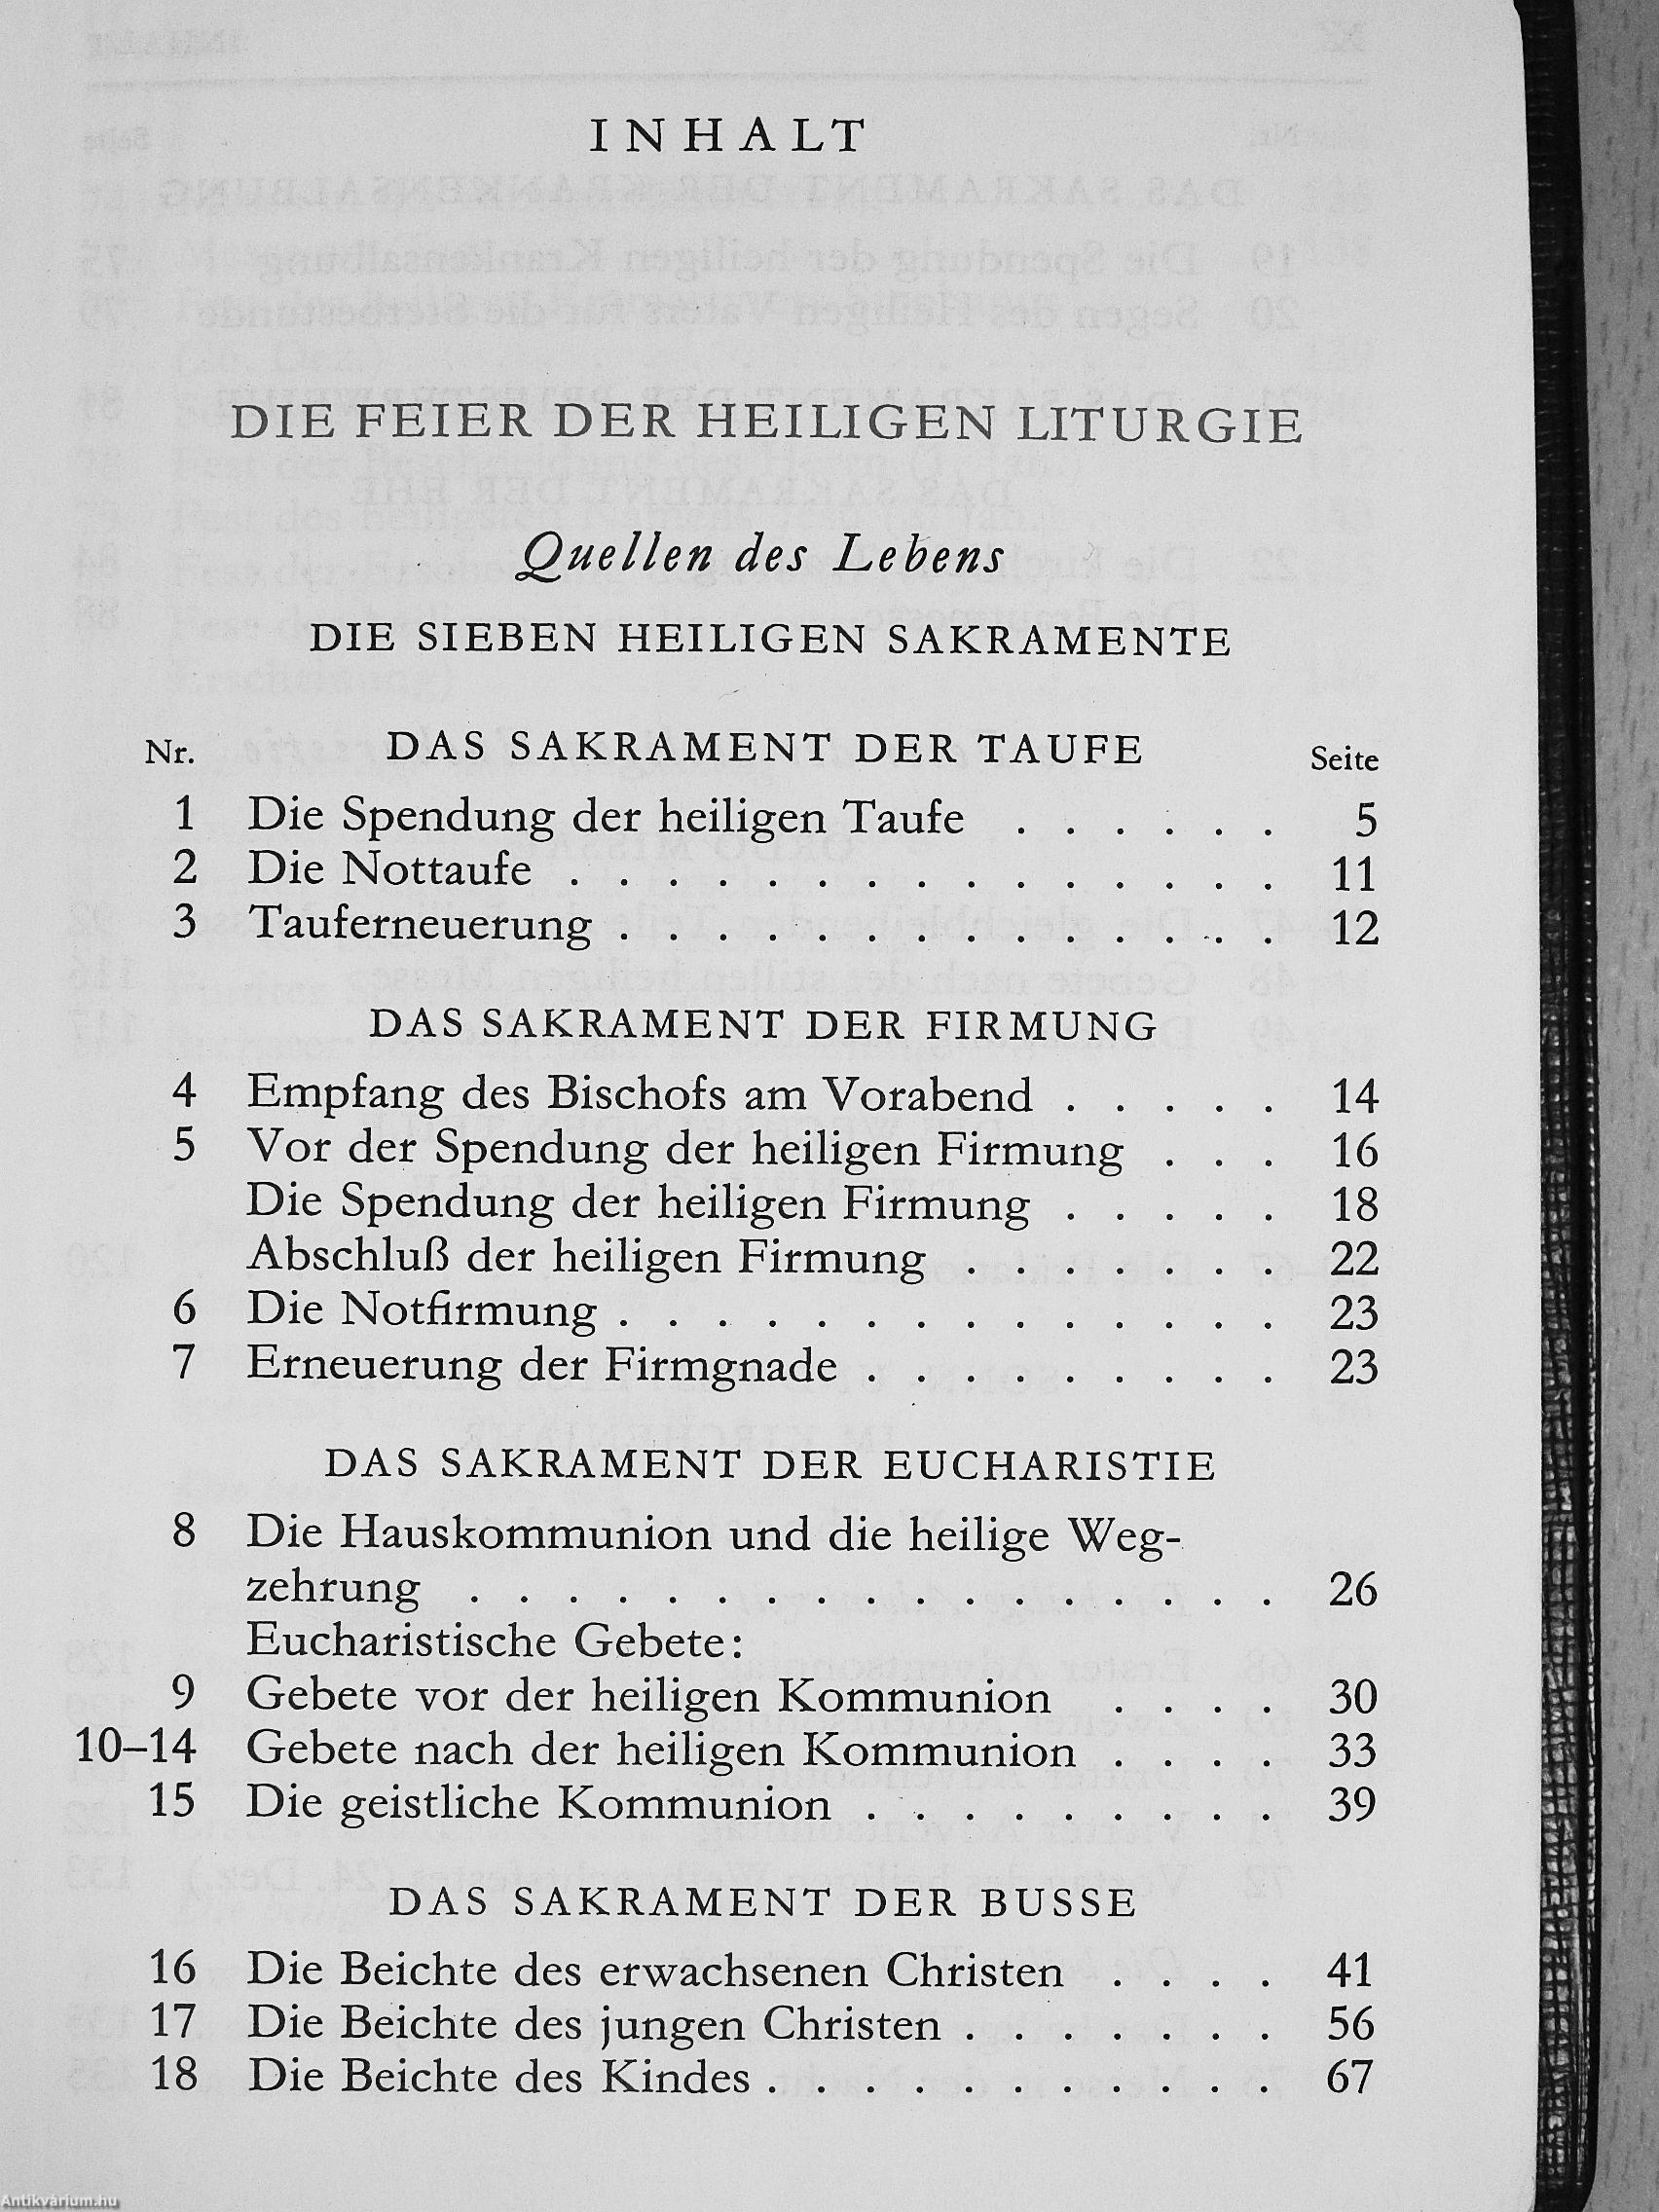 INHALT
DIE FEIER DER HEILIGEN LITURGIE
Quellen des Lebens
DIE SIEBEN HEILIGEN SAKRAMENTE
Nr. DAS SAKRAMENT DER TAUFE Seite
1 Die Spendung der heiligen Taufe . . . . . . 5
2 Die Nottaufe . . . . . . . . . . . . . . . 11
3 Tauferneuerung . . . . . . . . . . . . . . 12
DAS SAKRAMENT DER FIRMUNG
4 Empfang des Bischofs am Vorabend . . . . . 14
5 Vor der Spendung der heiligen Firmung . . . 16
Die Spendung der heiligen Firmung . . . . . 18
Abschluß der heiligen Firmung . . . . . . . 22
6 Die Notfirmung . . . . . . . . . . . . . . 23
7 Erneuerung der Firmgnade . . . . . . . . . 23
DAS SAKRAMENT DER EUCHARISTIE
8 Die Hauskommunion und die heilige Weg-
zehrung . . . . . . . . . . . . . . . . . 26
Eucharistische Gebete:
9 Gebete vor der heiligen Kommunion . . . . 30
10–14 Gebete nach der heiligen Kommunion . . . . 33
15 Die geistliche Kommunion . . . . . . . . . 39
DAS SAKRAMENT DER BUSSE
16 Die Beichte des erwachsenen Christen . . . . 41
17 Die Beichte des jungen Christen . . . . . . . 56
18 Die Beichte des Kindes . . . . . . . . . . . 67
Antikvárium.hu